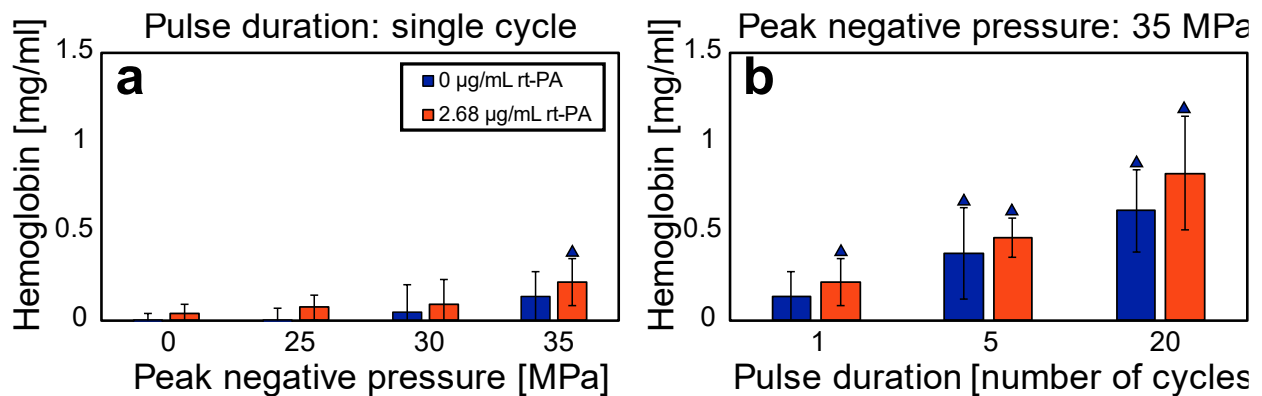 Pulse duration: single cycle
a
Hemoglobin [mg/ml]
1.5
1
0.5
0
0 µg/mL rt-PA
2.68 µg/mL rt-PA
0 25 30 35
Peak negative pressure [MPa]
Peak negative pressure: 35 MPa
b
Hemoglobin [mg/ml]
1.5
1
0.5
0
1 5 20
Pulse duration [number of cycles